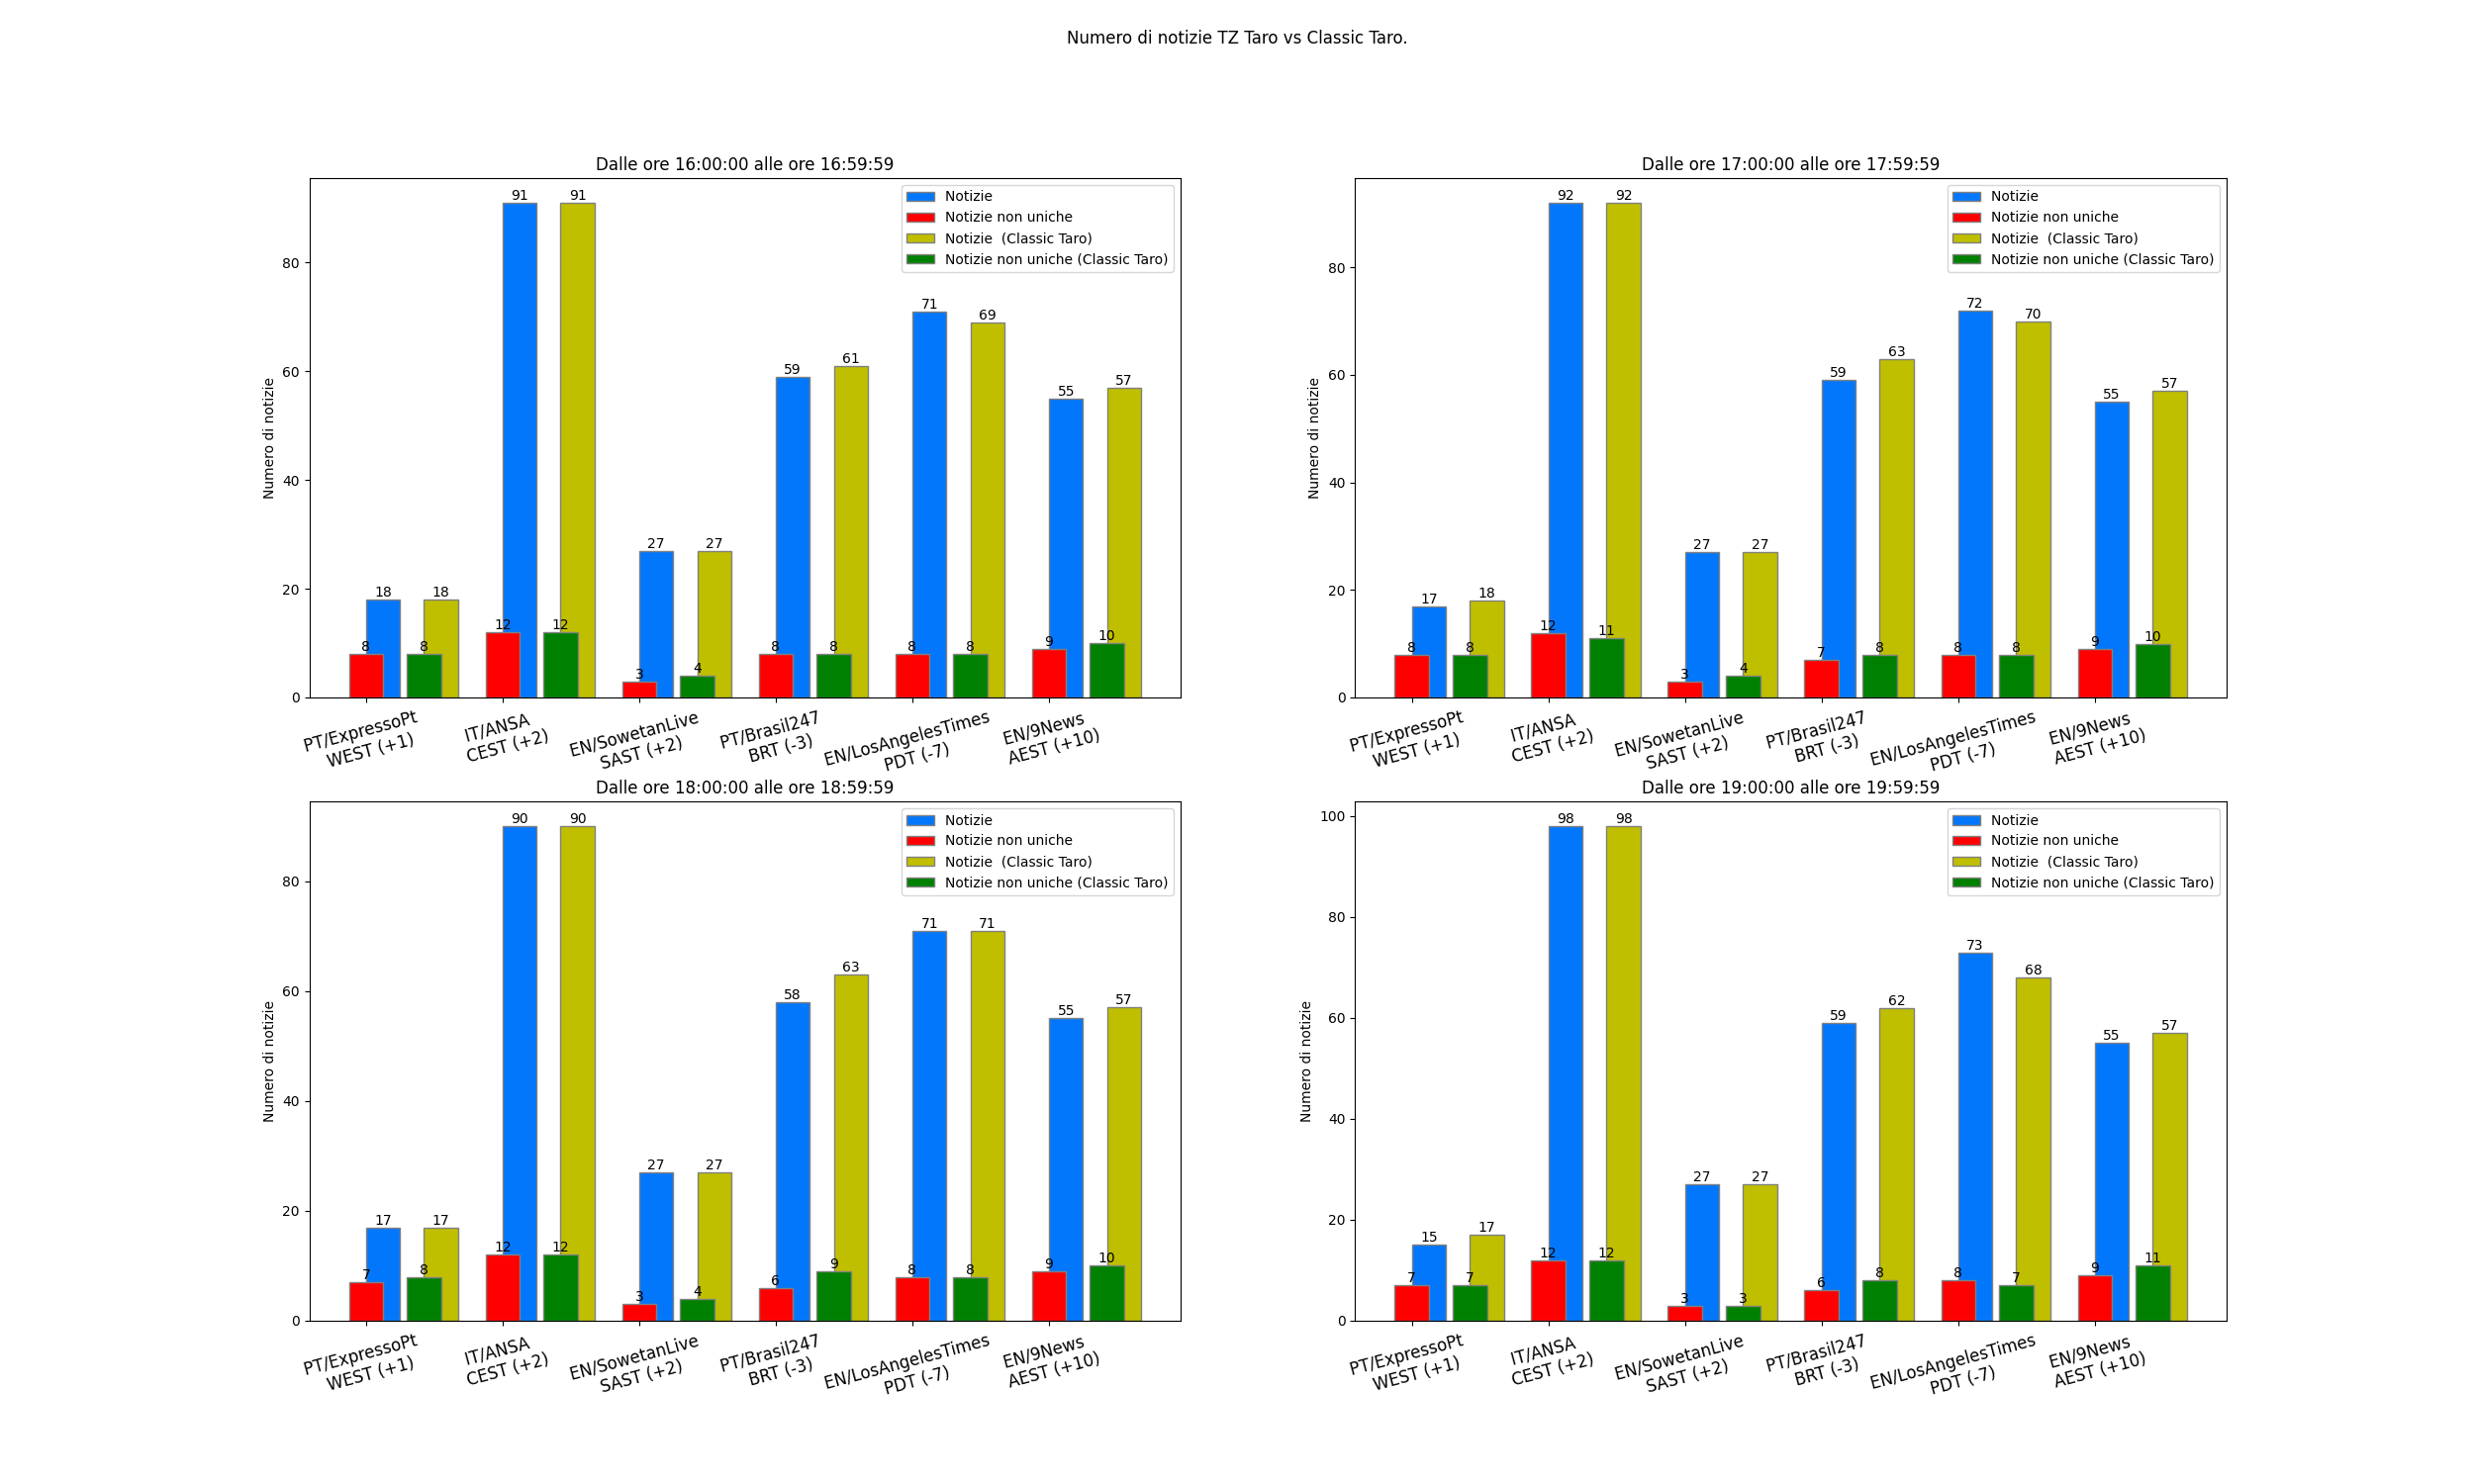 Numero di notizie TZ Taro vs Classic Taro.
Dalle ore 16:00:00 alle ore 16:59:59
Numero di notizie
80
60
40
20
0
Notizie
Notizie non uniche
Notizie  (Classic Taro)
Notizie non uniche (Classic Taro)
18
18
8
8
91
91
12
12
27
27
3
4
59
61
8
8
71
69
8
8
55
57
9
10
PT/ExpressoPt
WEST (+1)
IT/ANSA
CEST (+2)
EN/SowetanLive
SAST (+2)
PT/Brasil247
BRT (-3)
EN/LosAngelesTimes
PDT (-7)
EN/9News
AEST (+10)
Dalle ore 17:00:00 alle ore 17:59:59
Numero di notizie
80
60
40
20
0
Notizie
Notizie non uniche
Notizie  (Classic Taro)
Notizie non uniche (Classic Taro)
17
18
8
8
92
92
12
11
27
27
3
4
59
63
7
8
72
70
8
8
55
57
9
10
PT/ExpressoPt
WEST (+1)
IT/ANSA
CEST (+2)
EN/SowetanLive
SAST (+2)
PT/Brasil247
BRT (-3)
EN/LosAngelesTimes
PDT (-7)
EN/9News
AEST (+10)
Dalle ore 18:00:00 alle ore 18:59:59
Numero di notizie
80
60
40
20
0
Notizie
Notizie non uniche
Notizie  (Classic Taro)
Notizie non uniche (Classic Taro)
17
17
7
8
90
90
12
12
27
27
3
4
58
63
6
9
71
71
8
8
55
57
9
10
PT/ExpressoPt
WEST (+1)
IT/ANSA
CEST (+2)
EN/SowetanLive
SAST (+2)
PT/Brasil247
BRT (-3)
EN/LosAngelesTimes
PDT (-7)
EN/9News
AEST (+10)
Dalle ore 19:00:00 alle ore 19:59:59
Numero di notizie
100
80
60
40
20
0
Notizie
Notizie non uniche
Notizie  (Classic Taro)
Notizie non uniche (Classic Taro)
15
17
7
7
98
98
12
12
27
27
3
3
59
62
6
8
73
68
8
7
55
57
9
11
PT/ExpressoPt
WEST (+1)
IT/ANSA
CEST (+2)
EN/SowetanLive
SAST (+2)
PT/Brasil247
BRT (-3)
EN/LosAngelesTimes
PDT (-7)
EN/9News
AEST (+10)